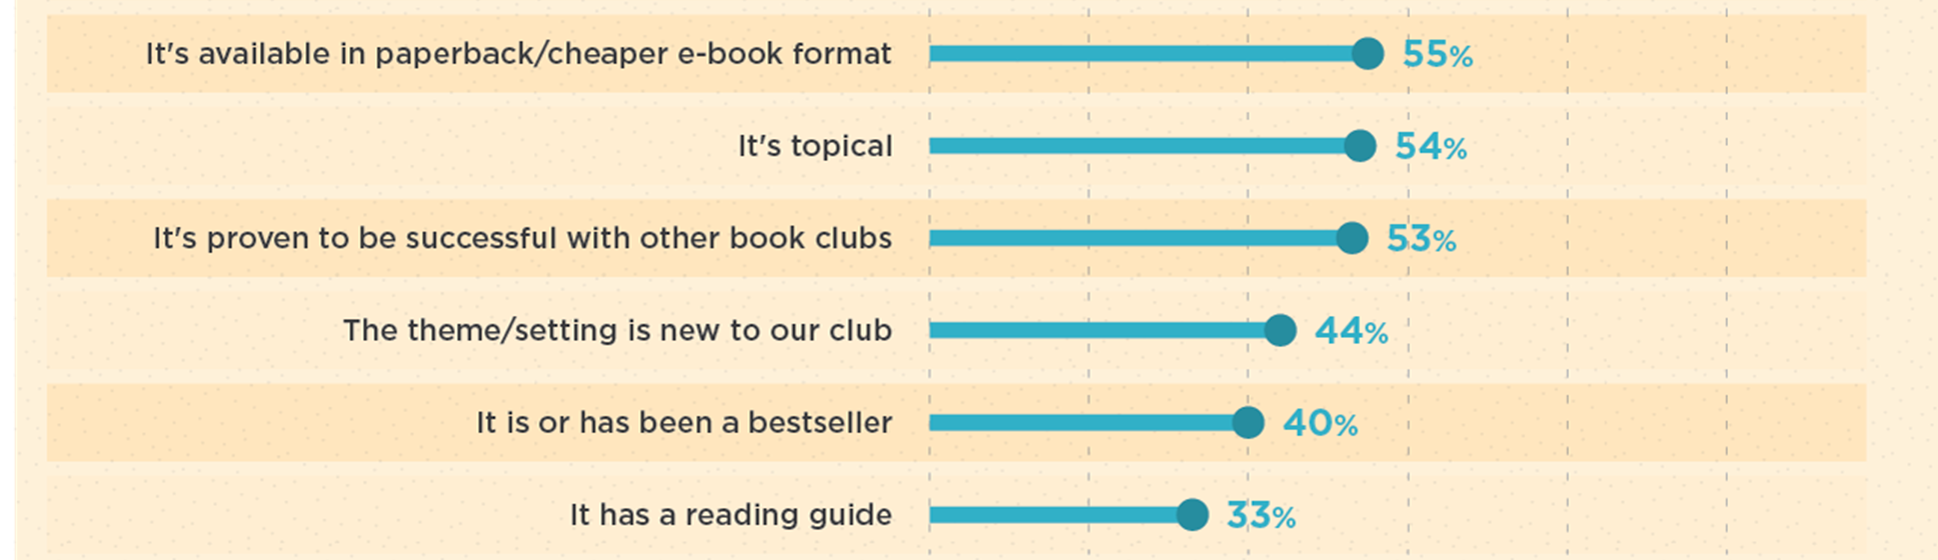 It's available in paperback/cheaper e-book format 55%
It's topical 54%
It's proven to be successful with other book clubs 53%
The theme/setting is new to our club 44%
It is or has been a bestseller 40%
It has a reading guide 33%